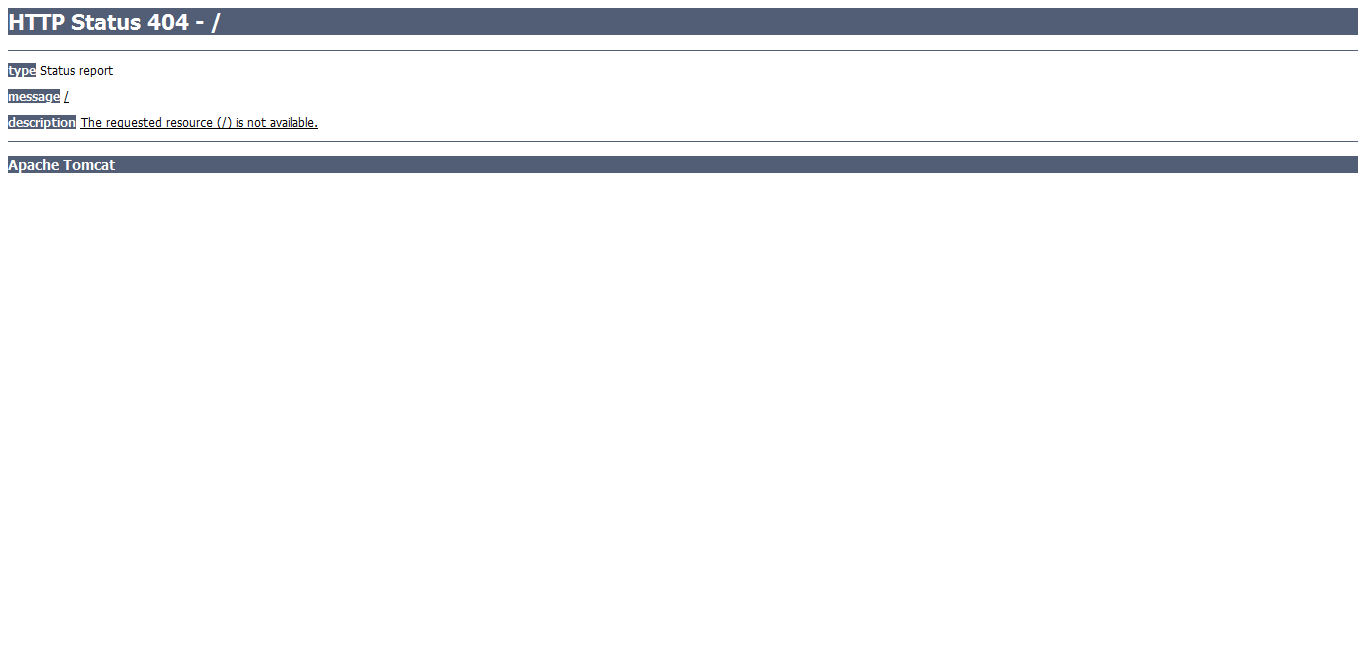 HTTP Status 404 - /
type Status report
message /
description The requested resource (/) is not available.
Apache Tomcat